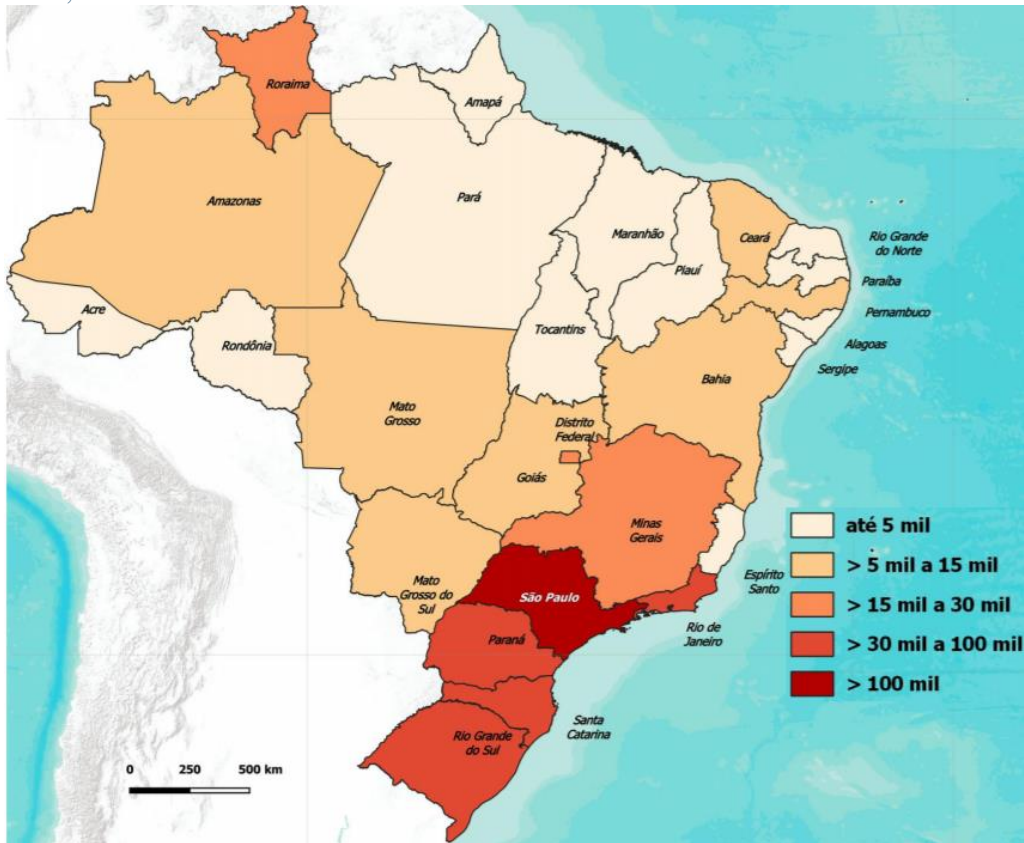 Roraima
Amapá
Amazonas
Pará
Maranhão
Ceará
Rio Grande
do Norte
Piauí
Paraíba
Acre
Pernambuco
Rondônia
Tocantins
Alagoas
Sergipe
Bahia
Mato
Grosso
Distrito
Federal
Goiás
Minas
Gerais
até 5 mil
> 5 mil a 15 mil
> 15 mil a 30 mil
> 30 mil a 100 mil
> 100 mil
Espírito
Santo
Mato
Grosso do
Sul
São Paulo
Rio de
Janeiro
Paraná
Santa
Catarina
Rio Grande
do Sul
0 250 500 km